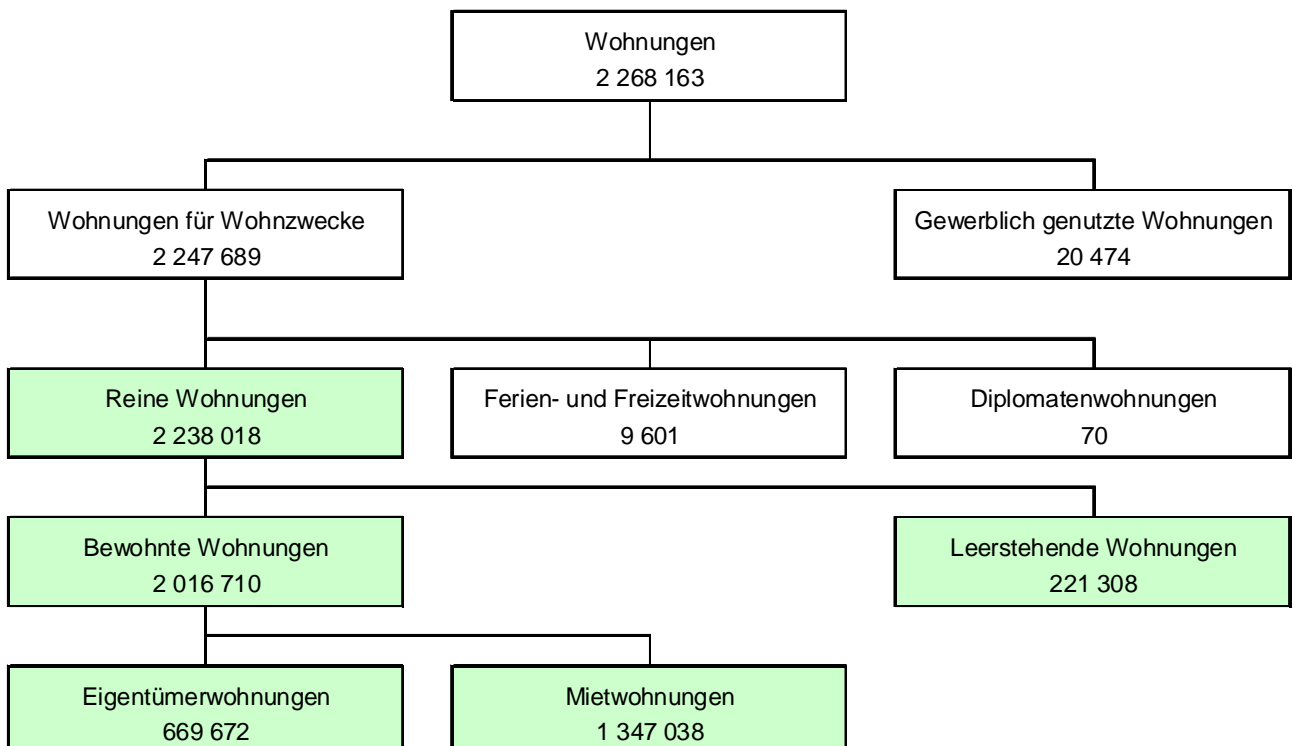 Wohnungen
2 268 163
Wohnungen für Wohnzwecke
2 247 689
Gewerblich genutzte Wohnungen
20 474
Reine Wohnungen
2 238 018
Ferien- und Freizeitwohnungen
9 601
Diplomatenwohnungen
70
Bewohnte Wohnungen
2 016 710
Leerstehende Wohnungen
221 308
Eigentümerwohnungen
669 672
Mietwohnungen
1 347 038